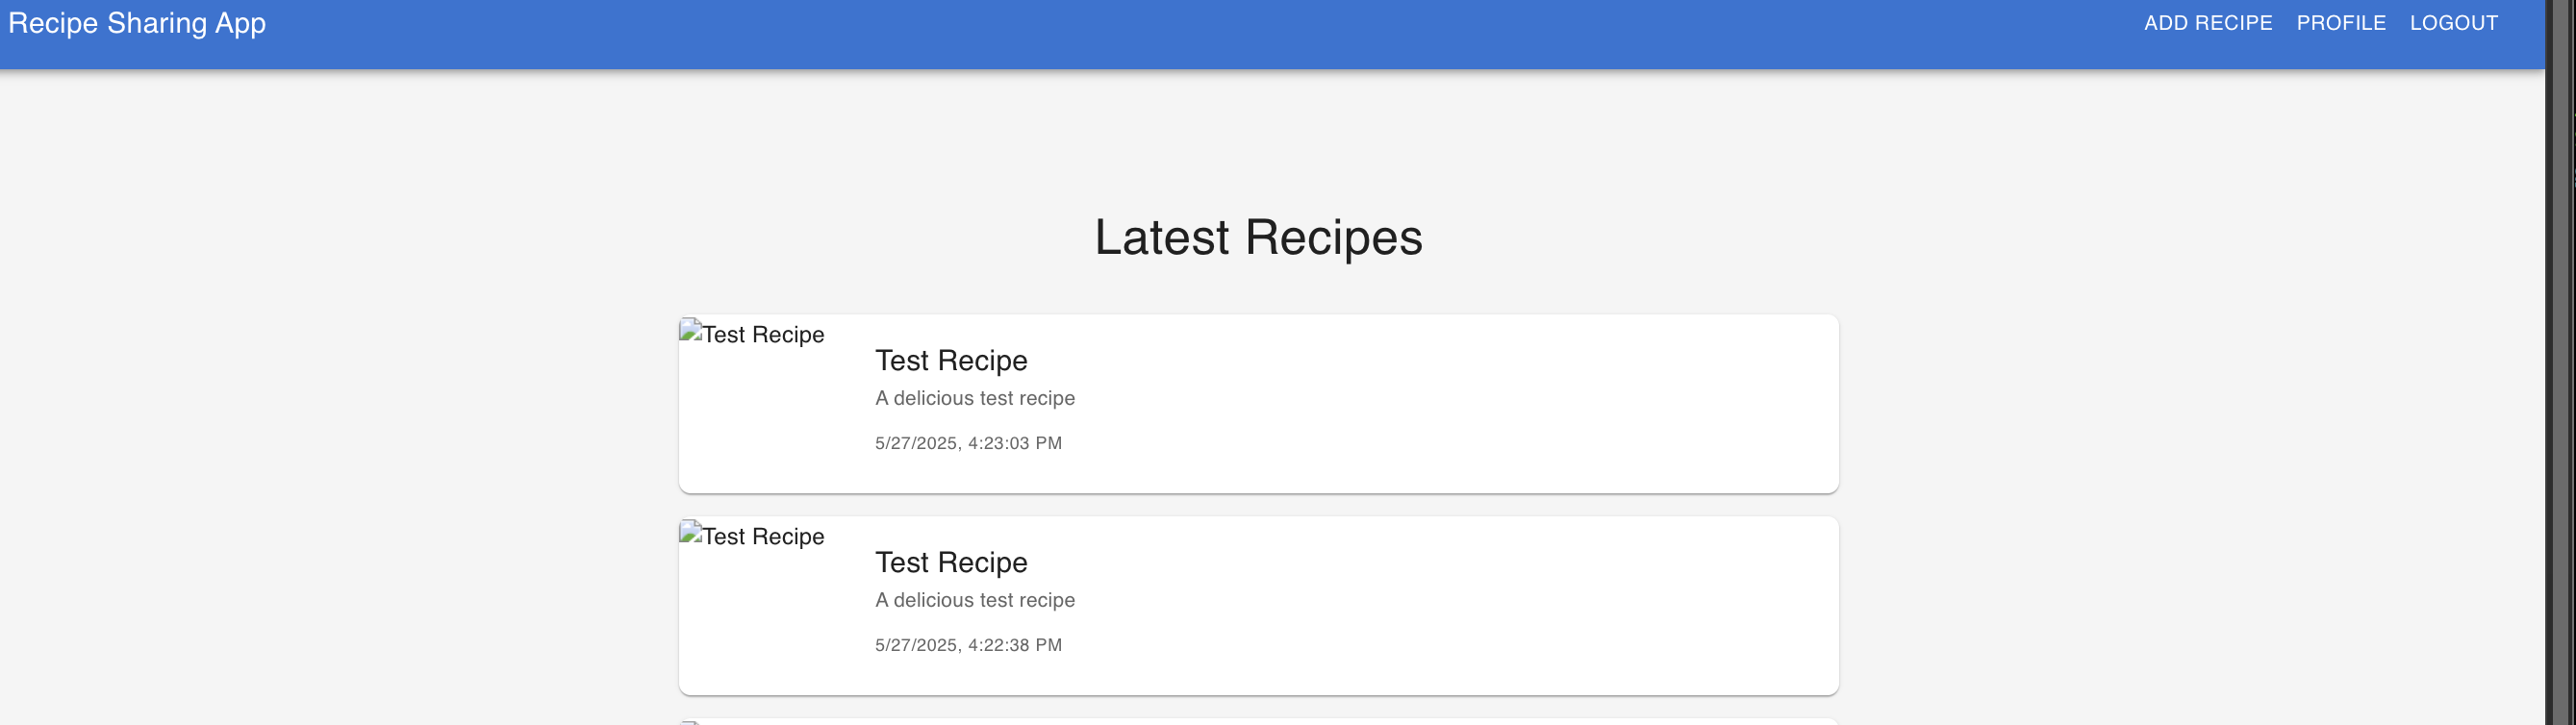 Recipe Sharing App
ADD RECIPE PROFILE LOGOUT
Latest Recipes
Test Recipe
Test Recipe
A delicious test recipe
5/27/2025, 4:23:03 PM
Test Recipe
Test Recipe
A delicious test recipe
5/27/2025, 4:22:38 PM